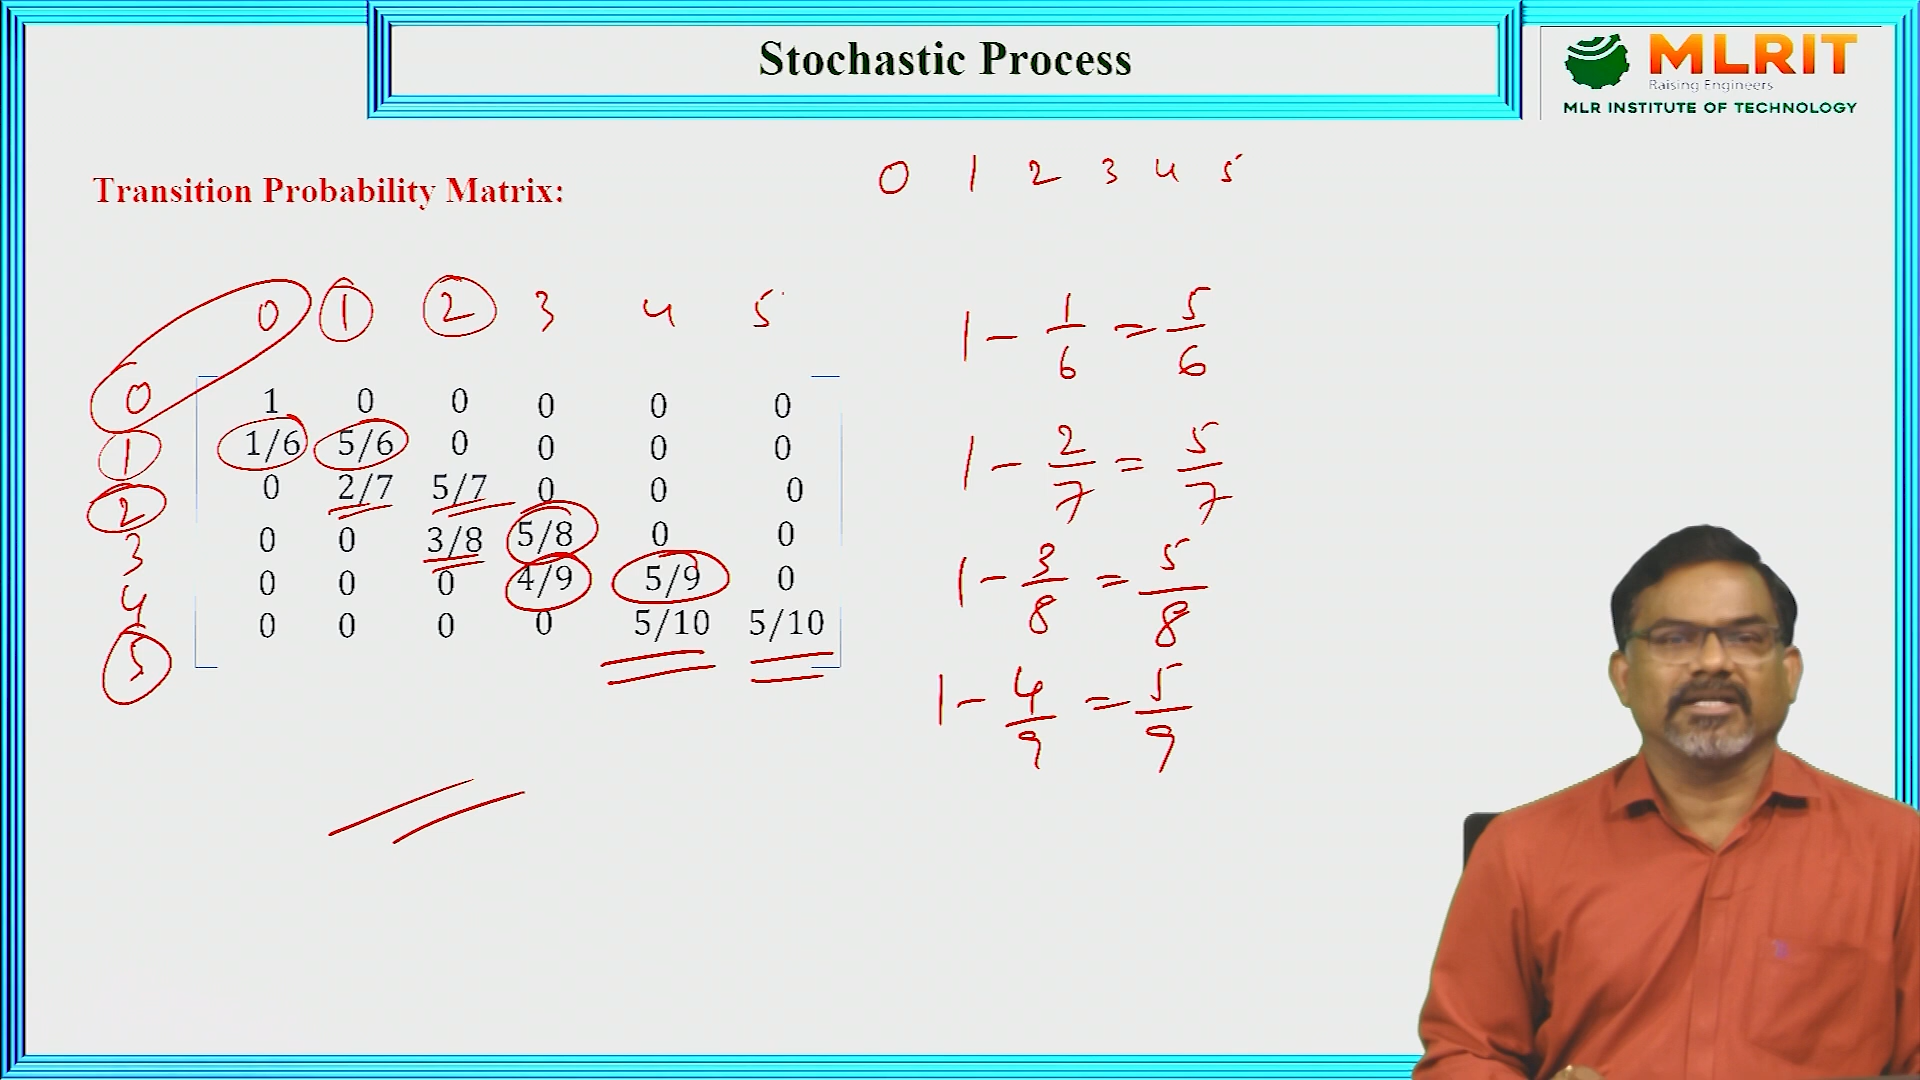 Stochastic Process
MLRIT
Raising Engineers
MLR INSTITUTE OF TECHNOLOGY
0 1 2 3 4 5
Transition Probability Matrix:
0 1 2 3 4 5
0 1 0 0 0 0 0
1 1/6 5/6 0 0 0 0
2 0 2/7 5/7 0 0 0
3 0 0 3/8 5/8 0 0
4 0 0 0 4/9 5/9 0
5 0 0 0 0 5/10 5/10
1 - 1/6 = 5/6
1 - 2/7 = 5/7
1 - 3/8 = 5/8
1 - 4/9 = 5/9